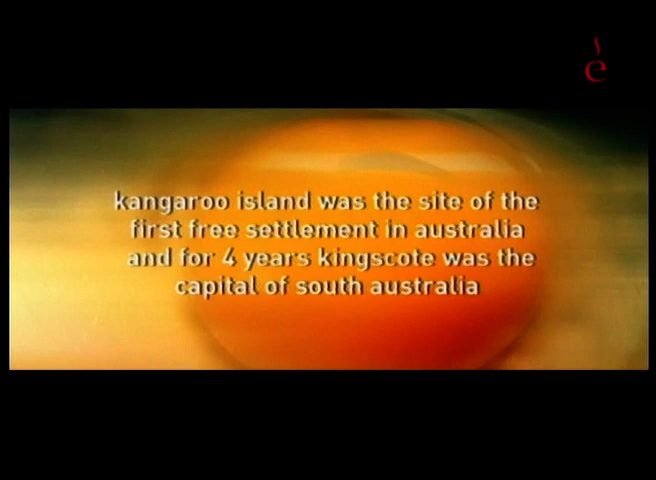 e
kangaroo island was the site of the
first free settlement in australia
and for 4 years kingscote was the
capital of south australia